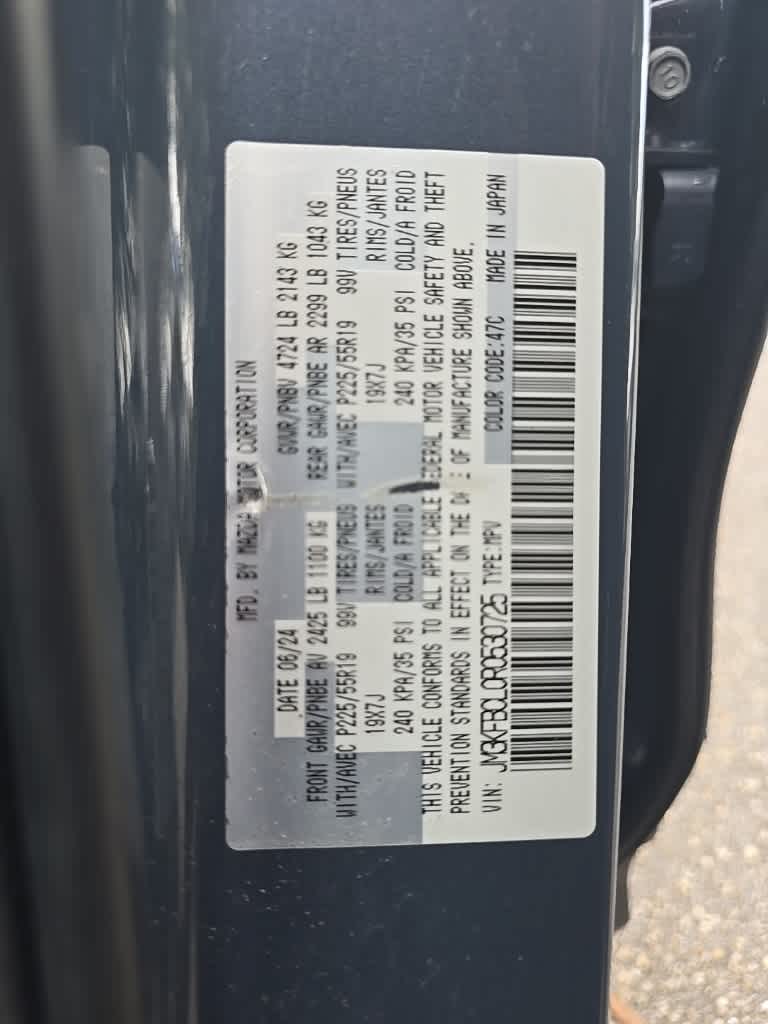 MFD. BY MAZDA MOTOR CORPORATION
DATE 06/24 GVWR/PNBV 4724 LB 2143 KG
FRONT GAWR/PNBE AV 2425 LB 1100 KG REAR GAWR/PNBE AR 2299 LB 1043 KG
WITH/AVEC P225/55R19 99V TIRES/PNEUS WITH/AVEC P225/55R19 99V TIRES/PNEUS
19X7J RIMS/JANTES 19X7J RIMS/JANTES
240 KPA/35 PSI COLD/A FROID 240 KPA/35 PSI COLD/A FROID
THIS VEHICLE CONFORMS TO ALL APPLICABLE FEDERAL MOTOR VEHICLE SAFETY AND THEFT
PREVENTION STANDARDS IN EFFECT ON THE OF MANUFACTURE SHOWN ABOVE.
VIN: JM3KFBCL0R0530725 TYPE:MPV COLOR CODE:47C MADE IN JAPAN
10